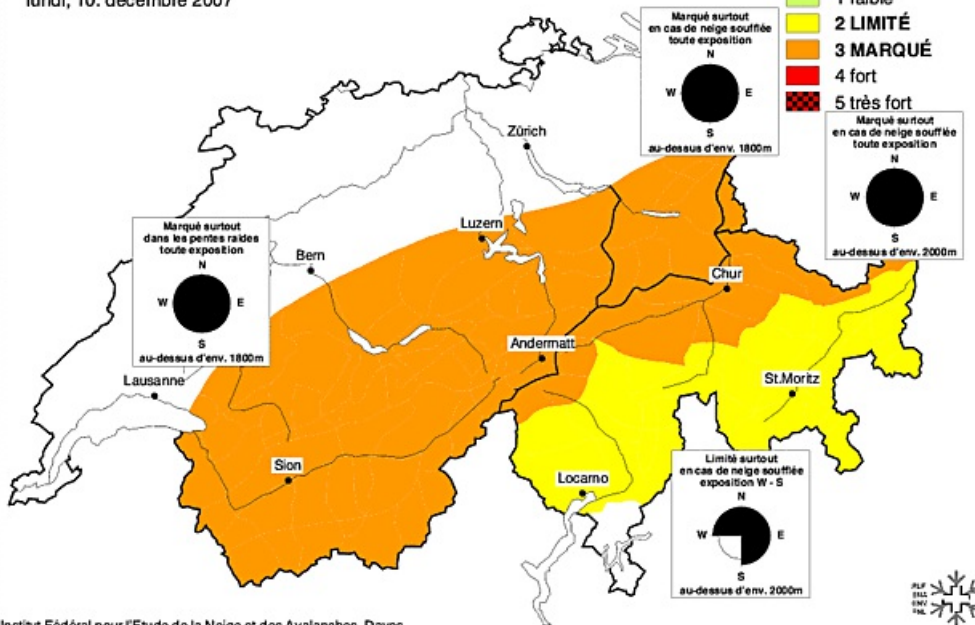 lundi, 10. décembre 2007
1 faible
2 LIMITÉ
3 MARQUÉ
4 fort
5 très fort
Marqué surtout
en cas de neige soufflée
toute exposition
N
W E
S
au-dessus d'env. 1800m
Marqué surtout
en cas de neige soufflée
toute exposition
N
W E
S
au-dessus d'env. 2000m
Zürich
Luzern
Marqué surtout
dans les pentes raides
toute exposition
N
W E
S
au-dessus d'env. 1800m
Bern
Chur
Andermatt
Lausanne
St.Moritz
Sion
Locarno
Limité surtout
en cas de neige soufflée
exposition W - S
N
W E
S
au-dessus d'env. 2000m
Institut Fédéral pour l'Etude de la Neige et des Avalanches, Davos